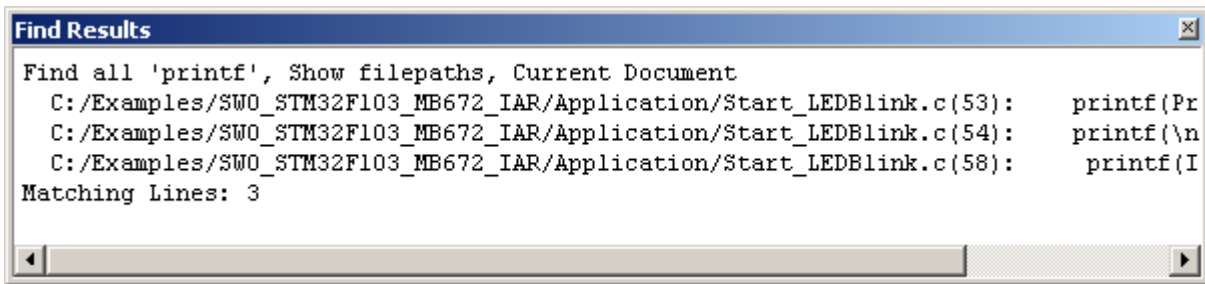 Find Results
Find all 'printf', Show filepaths, Current Document
C:/Examples/SWO_STM32F103_MB672_IAR/Application/Start_LEDBlink.c(53):    printf(Pr
C:/Examples/SWO_STM32F103_MB672_IAR/Application/Start_LEDBlink.c(54):    printf(\n
C:/Examples/SWO_STM32F103_MB672_IAR/Application/Start_LEDBlink.c(58):     printf(I
Matching Lines: 3